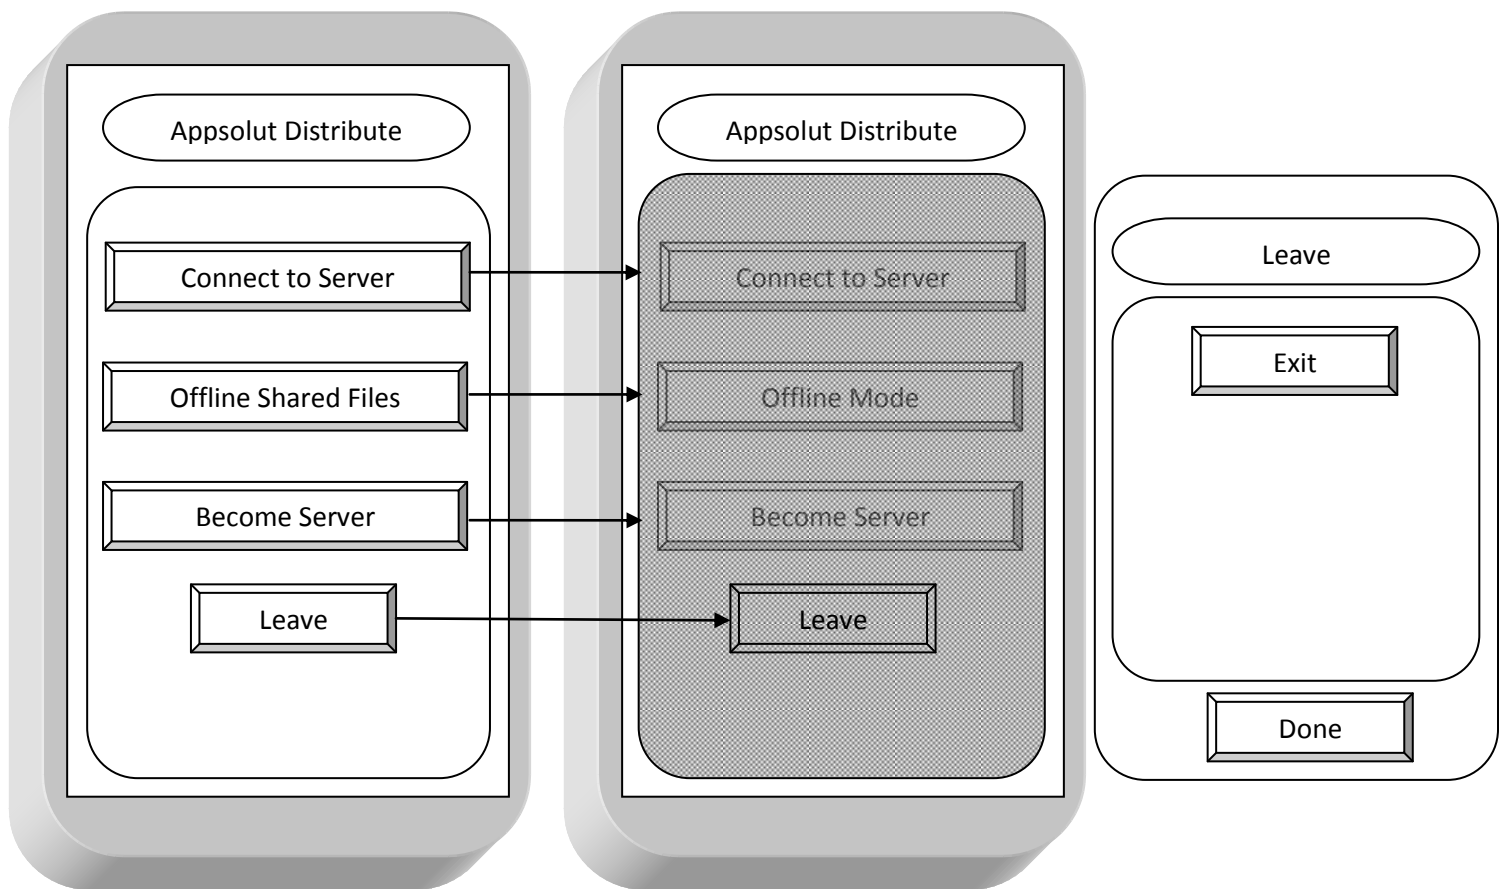 Appsolut Distribute
Connect to Server
Offline Shared Files
Become Server
Leave
Appsolut Distribute
Connect to Server
Offline Mode
Become Server
Leave
Leave
Exit
Done